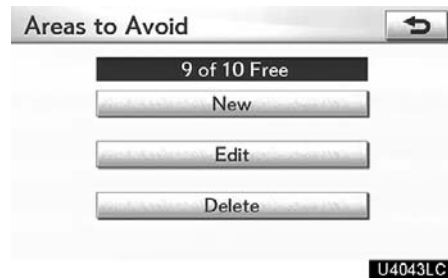 Areas to Avoid
9 of 10 Free
New
Edit
Delete
U4043LC